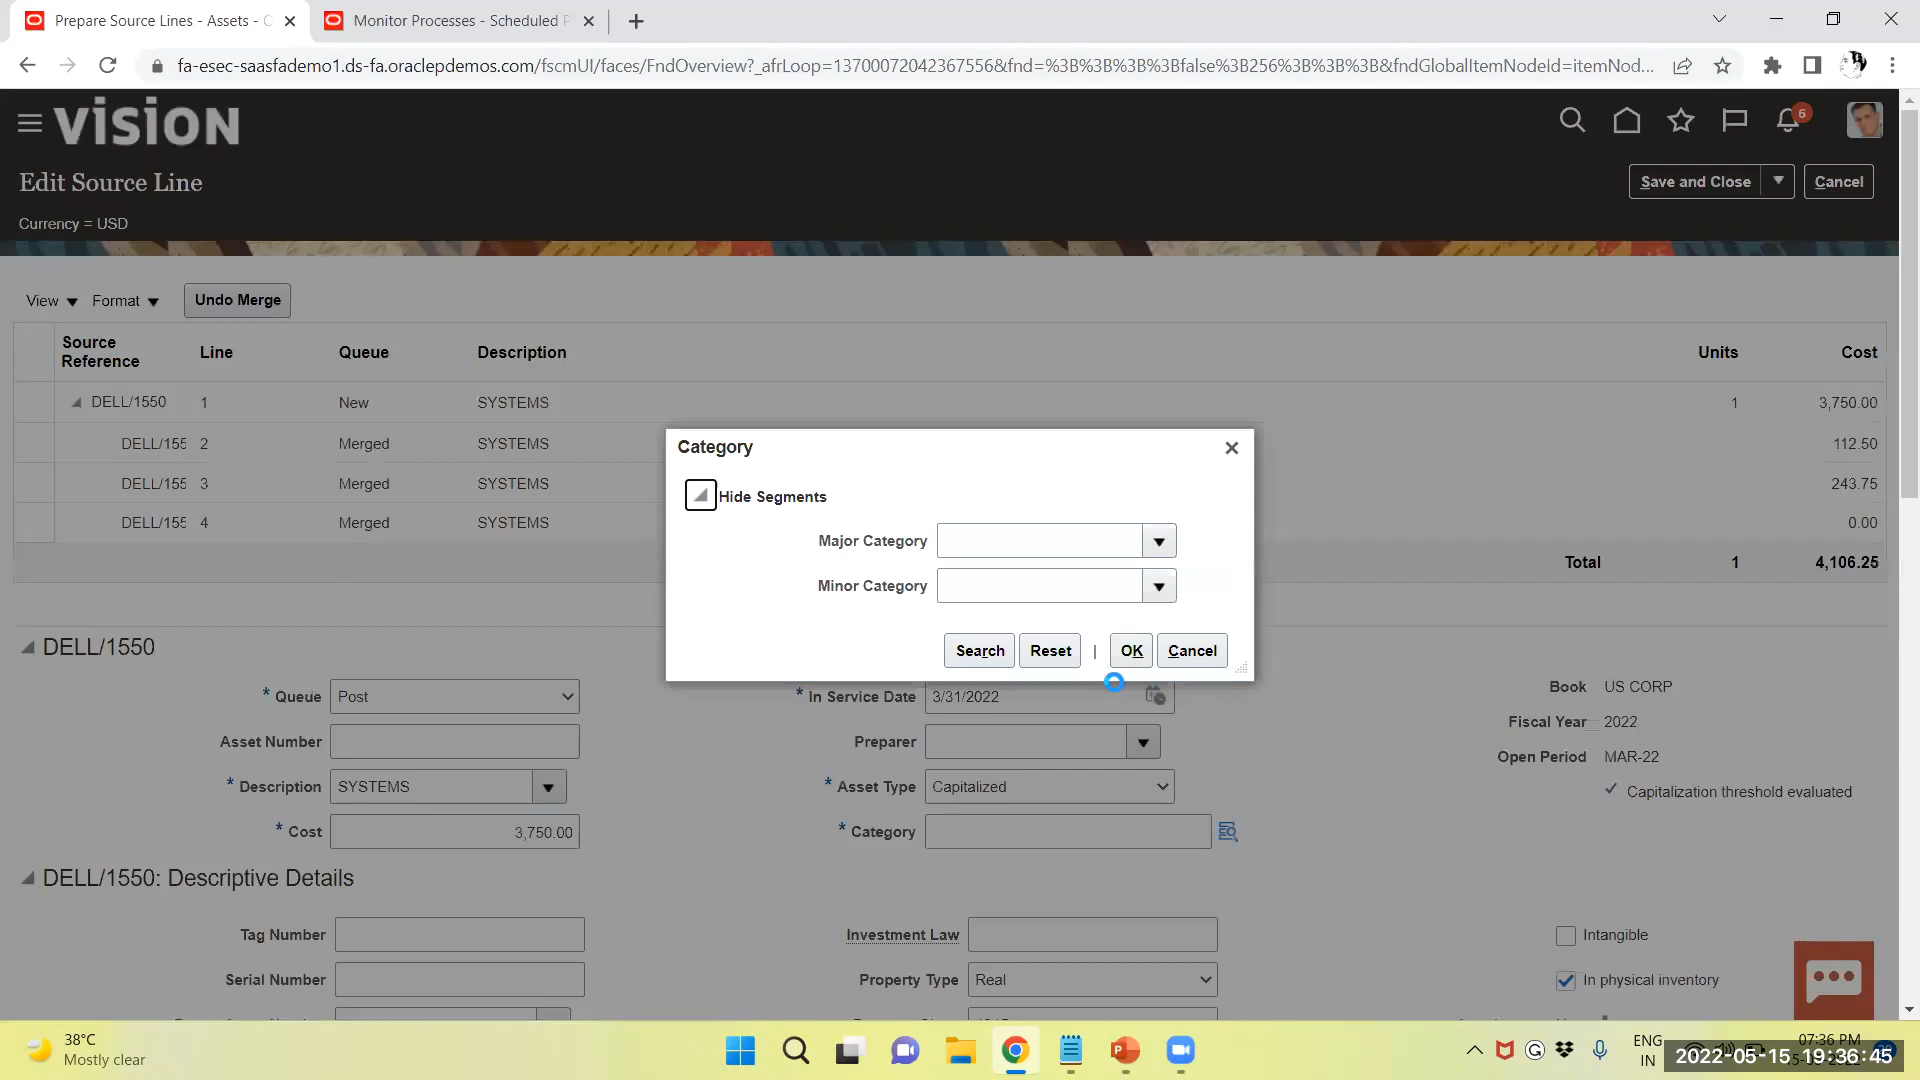 Prepare Source Lines - Assets - O
Monitor Processes - Scheduled P
fa-esec-saasfademo1.ds-fa.oraclepdemos.com/fscmUI/faces/FndOverview?_afrLoop=13700072042367556&fnd=%3B%3B%3B%3Bfalse%3B256%3B%3B%3B&fndGlobalItemNodeId=itemNod...
vision
6
Edit Source Line
Save and Close
Cancel
Currency = USD
View
Format
Undo Merge
Source Reference
Line
Queue
Description
Units
Cost
DELL/1550 1 New SYSTEMS 1 3,750.00
DELL/155 2 Merged SYSTEMS 112.50
DELL/155 3 Merged SYSTEMS 243.75
DELL/155 4 Merged SYSTEMS 0.00
Total 1 4,106.25
Category
Hide Segments
Major Category
Minor Category
Search
Reset
|
OK
Cancel
DELL/1550
* Queue Post
* In Service Date 3/31/2022
Book US CORP
Asset Number
Preparer
Fiscal Year 2022
* Description SYSTEMS
* Asset Type Capitalized
Open Period MAR-22
Capitalization threshold evaluated
* Cost 3,750.00
* Category
DELL/1550: Descriptive Details
Tag Number
Investment Law
Intangible
Serial Number
Property Type Real
In physical inventory
38°C
Mostly clear
ENG
IN
07:36 PM
2022-05-15 19:36:45